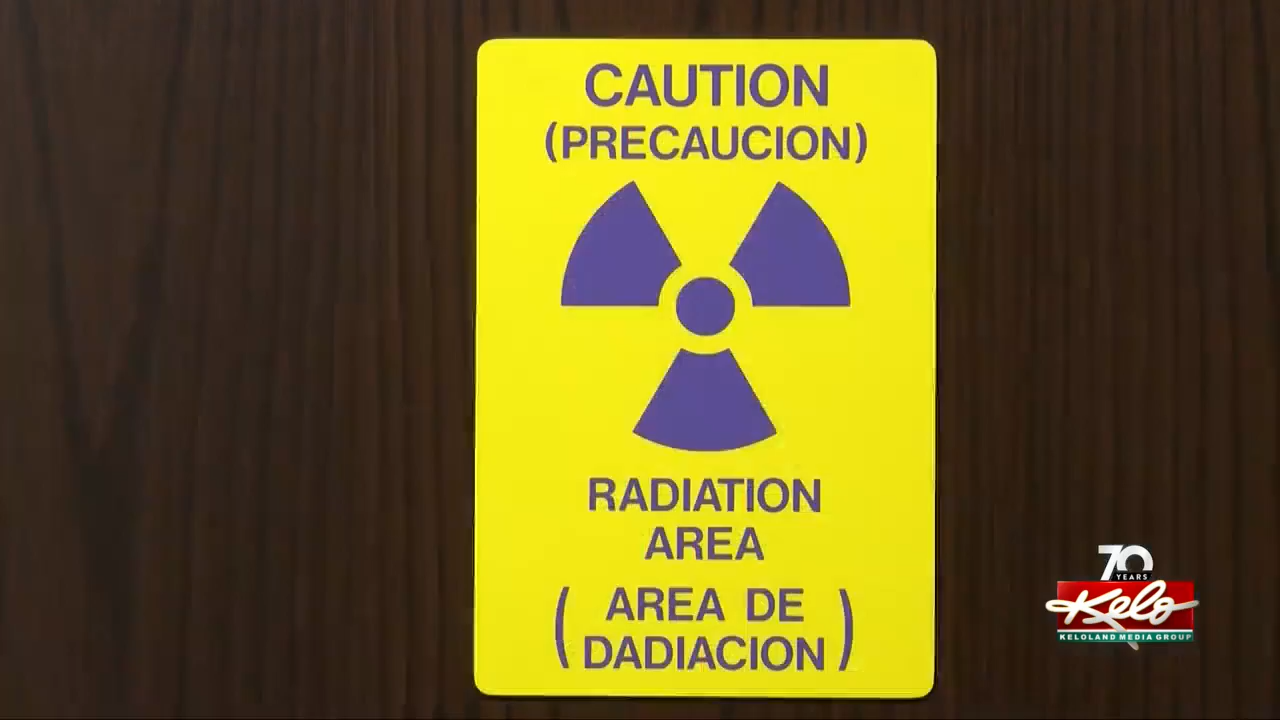 CAUTION
(PRECAUCION)
RADIATION
AREA
( AREA DE
DADIACION )
70
YEARS
Kelo
KELOLAND MEDIA GROUP